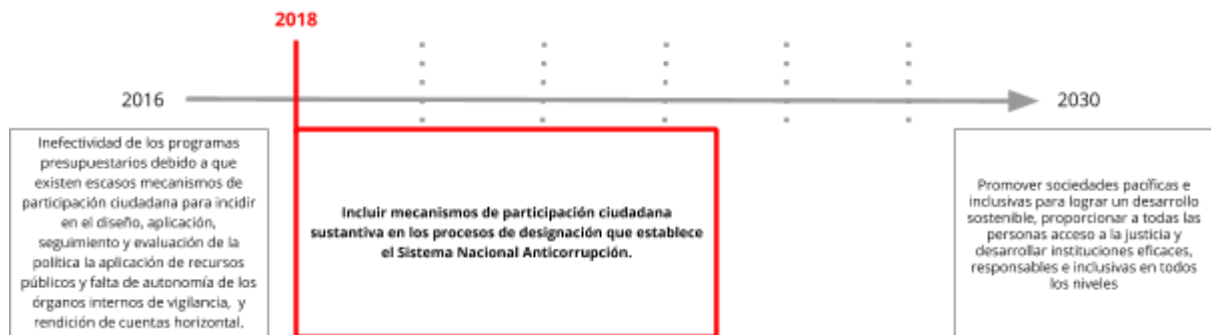 2018
2016
2030
Inefectividad de los programas
presupuestarios debido a que
existen escasos mecanismos de
participación ciudadana para incidir
en el diseño, aplicación,
seguimiento y evaluación de la
política la aplicación de recursos
públicos y falta de autonomía de los
órganos internos de vigilancia, y
rendición de cuentas horizontal.
Incluir mecanismos de participación ciudadana
sustantiva en los procesos de designación que establece
el Sistema Nacional Anticorrupción.
Promover sociedades pacíficas e
inclusivas para lograr un desarrollo
sostenible, proporcionar a todas las
personas acceso a la justicia y
desarrollar instituciones eficaces,
responsables e inclusivas en todos
los niveles